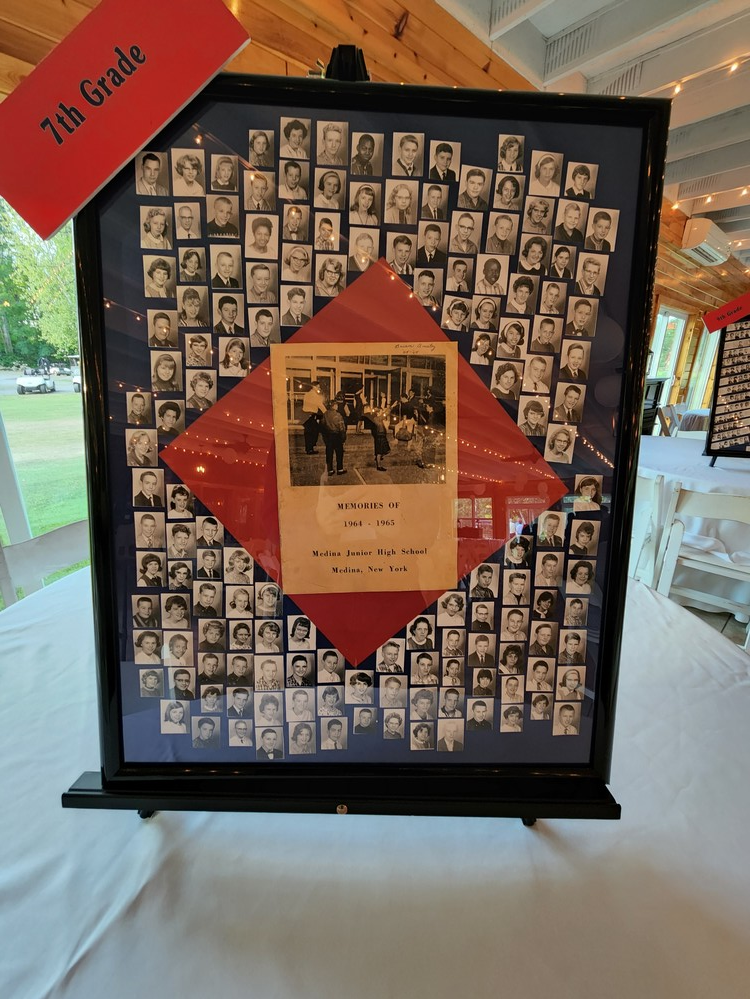 7th Grade
MEMORIES OF
1964 - 1965
Medina Junior High School
Medina, New York